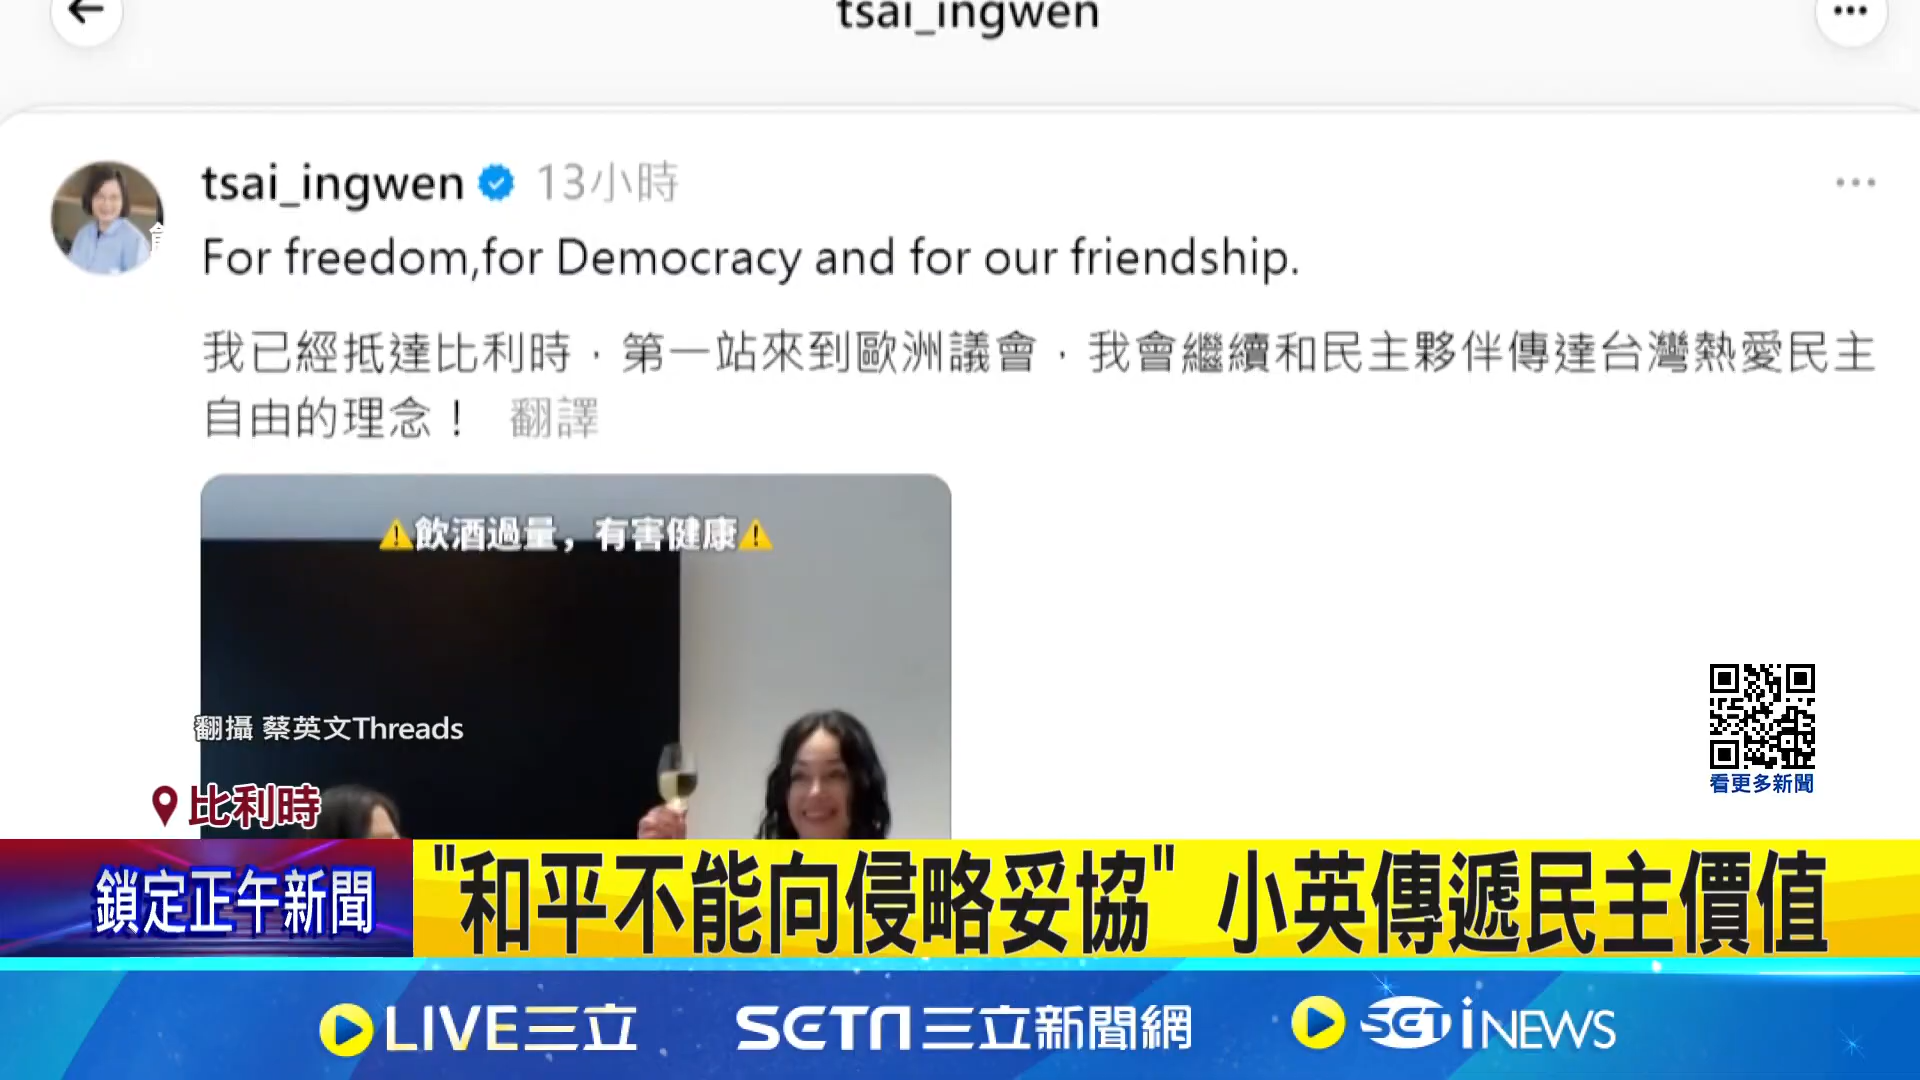 tsai_ingwen
tsai_ingwen 13小時
For freedom,for Democracy and for our friendship.
我已經抵達比利時，第一站來到歐洲議會，我會繼續和民主夥伴傳達台灣熱愛民主
自由的理念！ 翻譯
⚠️飲酒過量，有害健康⚠️
翻攝 蔡英文Threads
比利時
看更多新聞
鎖定正午新聞
"和平不能向侵略妥協" 小英傳遞民主價值
LIVE三立
SETN三立新聞網
SETiNEWS